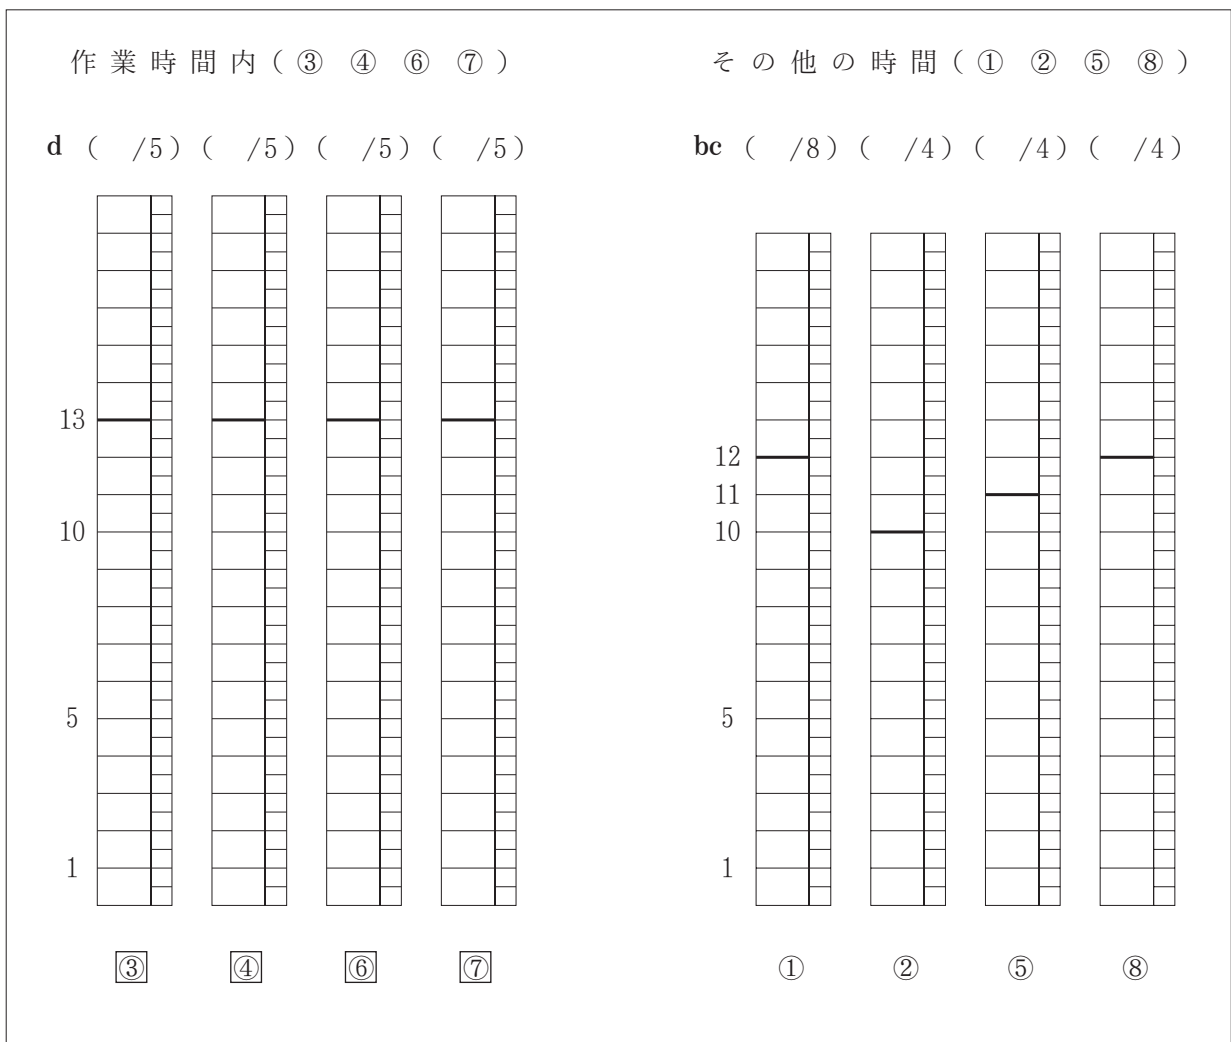 作業時間内(③ ④ ⑥ ⑦)
その他の時間(① ② ⑤ ⑧)
d ( /5) ( /5) ( /5) ( /5)
bc ( /8) ( /4) ( /4) ( /4)
13
10
5
1
12
11
10
5
1
③ ④ ⑥ ⑦
① ② ⑤ ⑧